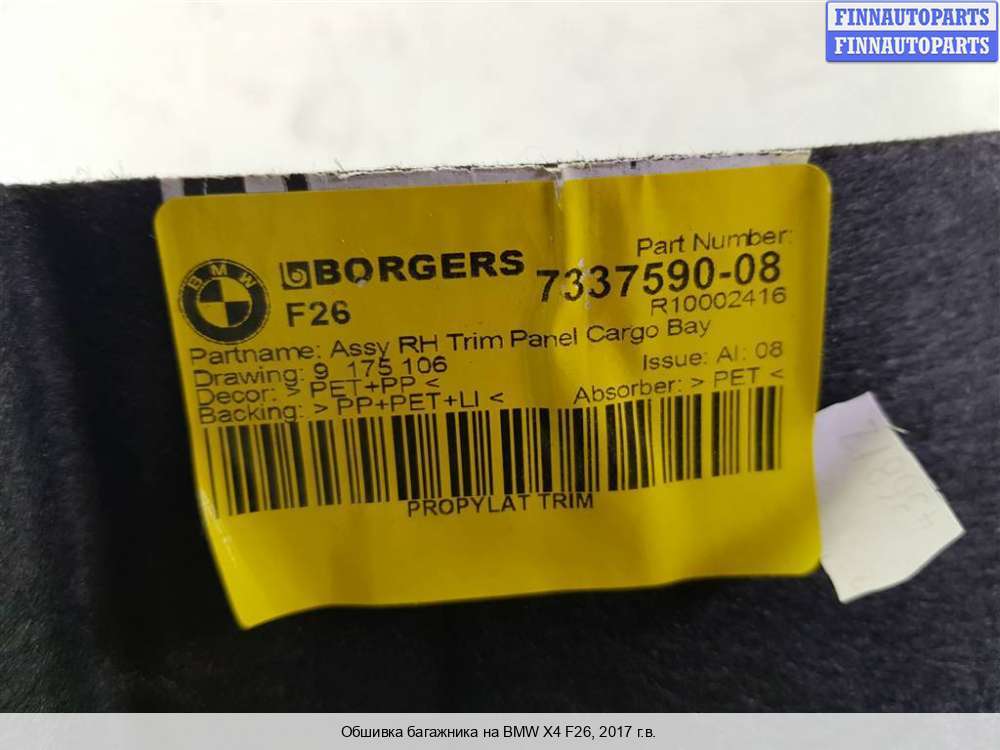 FINNAUTOPARTS
FINNAUTOPARTS
BMW
BORGERS
F26
Part Number:
7337590-08
R10002416
Partname: Assy RH Trim Panel Cargo Bay
Drawing: 9 175 106
Issue: AI: 08
Decor: > PET+PP <
Absorber: > PET <
Backing: > PP+PET+LI <
PROPYLAT TRIM
Обшивка багажника на BMW X4 F26, 2017 г.в.